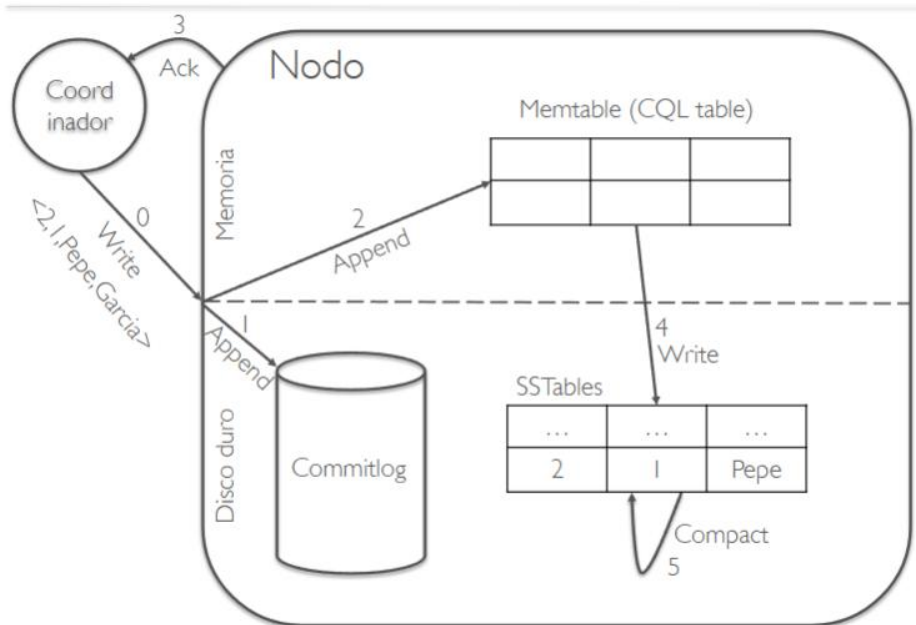 3
Ack
Nodo
Coord
inador
Memtable (CQL table)
Memoria
0
Write
<2,1,Pepe,Garcia>
2
Append
1
Append
4
Write
SSTables
... ... ...
2 1 Pepe
Disco duro
Commitlog
Compact
5